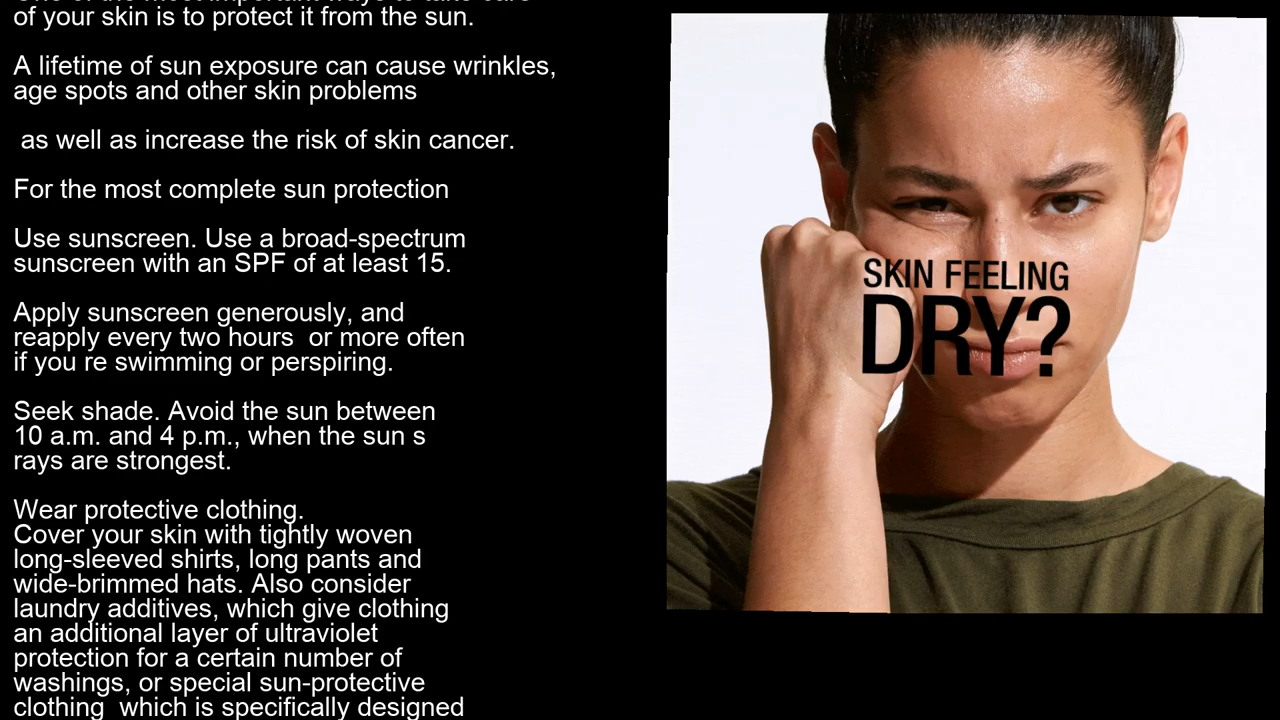 of your skin is to protect it from the sun.
A lifetime of sun exposure can cause wrinkles,
age spots and other skin problems
as well as increase the risk of skin cancer.
For the most complete sun protection
Use sunscreen. Use a broad-spectrum
sunscreen with an SPF of at least 15.
Apply sunscreen generously, and
reapply every two hours  or more often
if you re swimming or perspiring.
Seek shade. Avoid the sun between
10 a.m. and 4 p.m., when the sun s
rays are strongest.
Wear protective clothing.
Cover your skin with tightly woven
long-sleeved shirts, long pants and
wide-brimmed hats. Also consider
laundry additives, which give clothing
an additional layer of ultraviolet
protection for a certain number of
washings, or special sun-protective
clothing  which is specifically designed
SKIN FEELING
DRY?